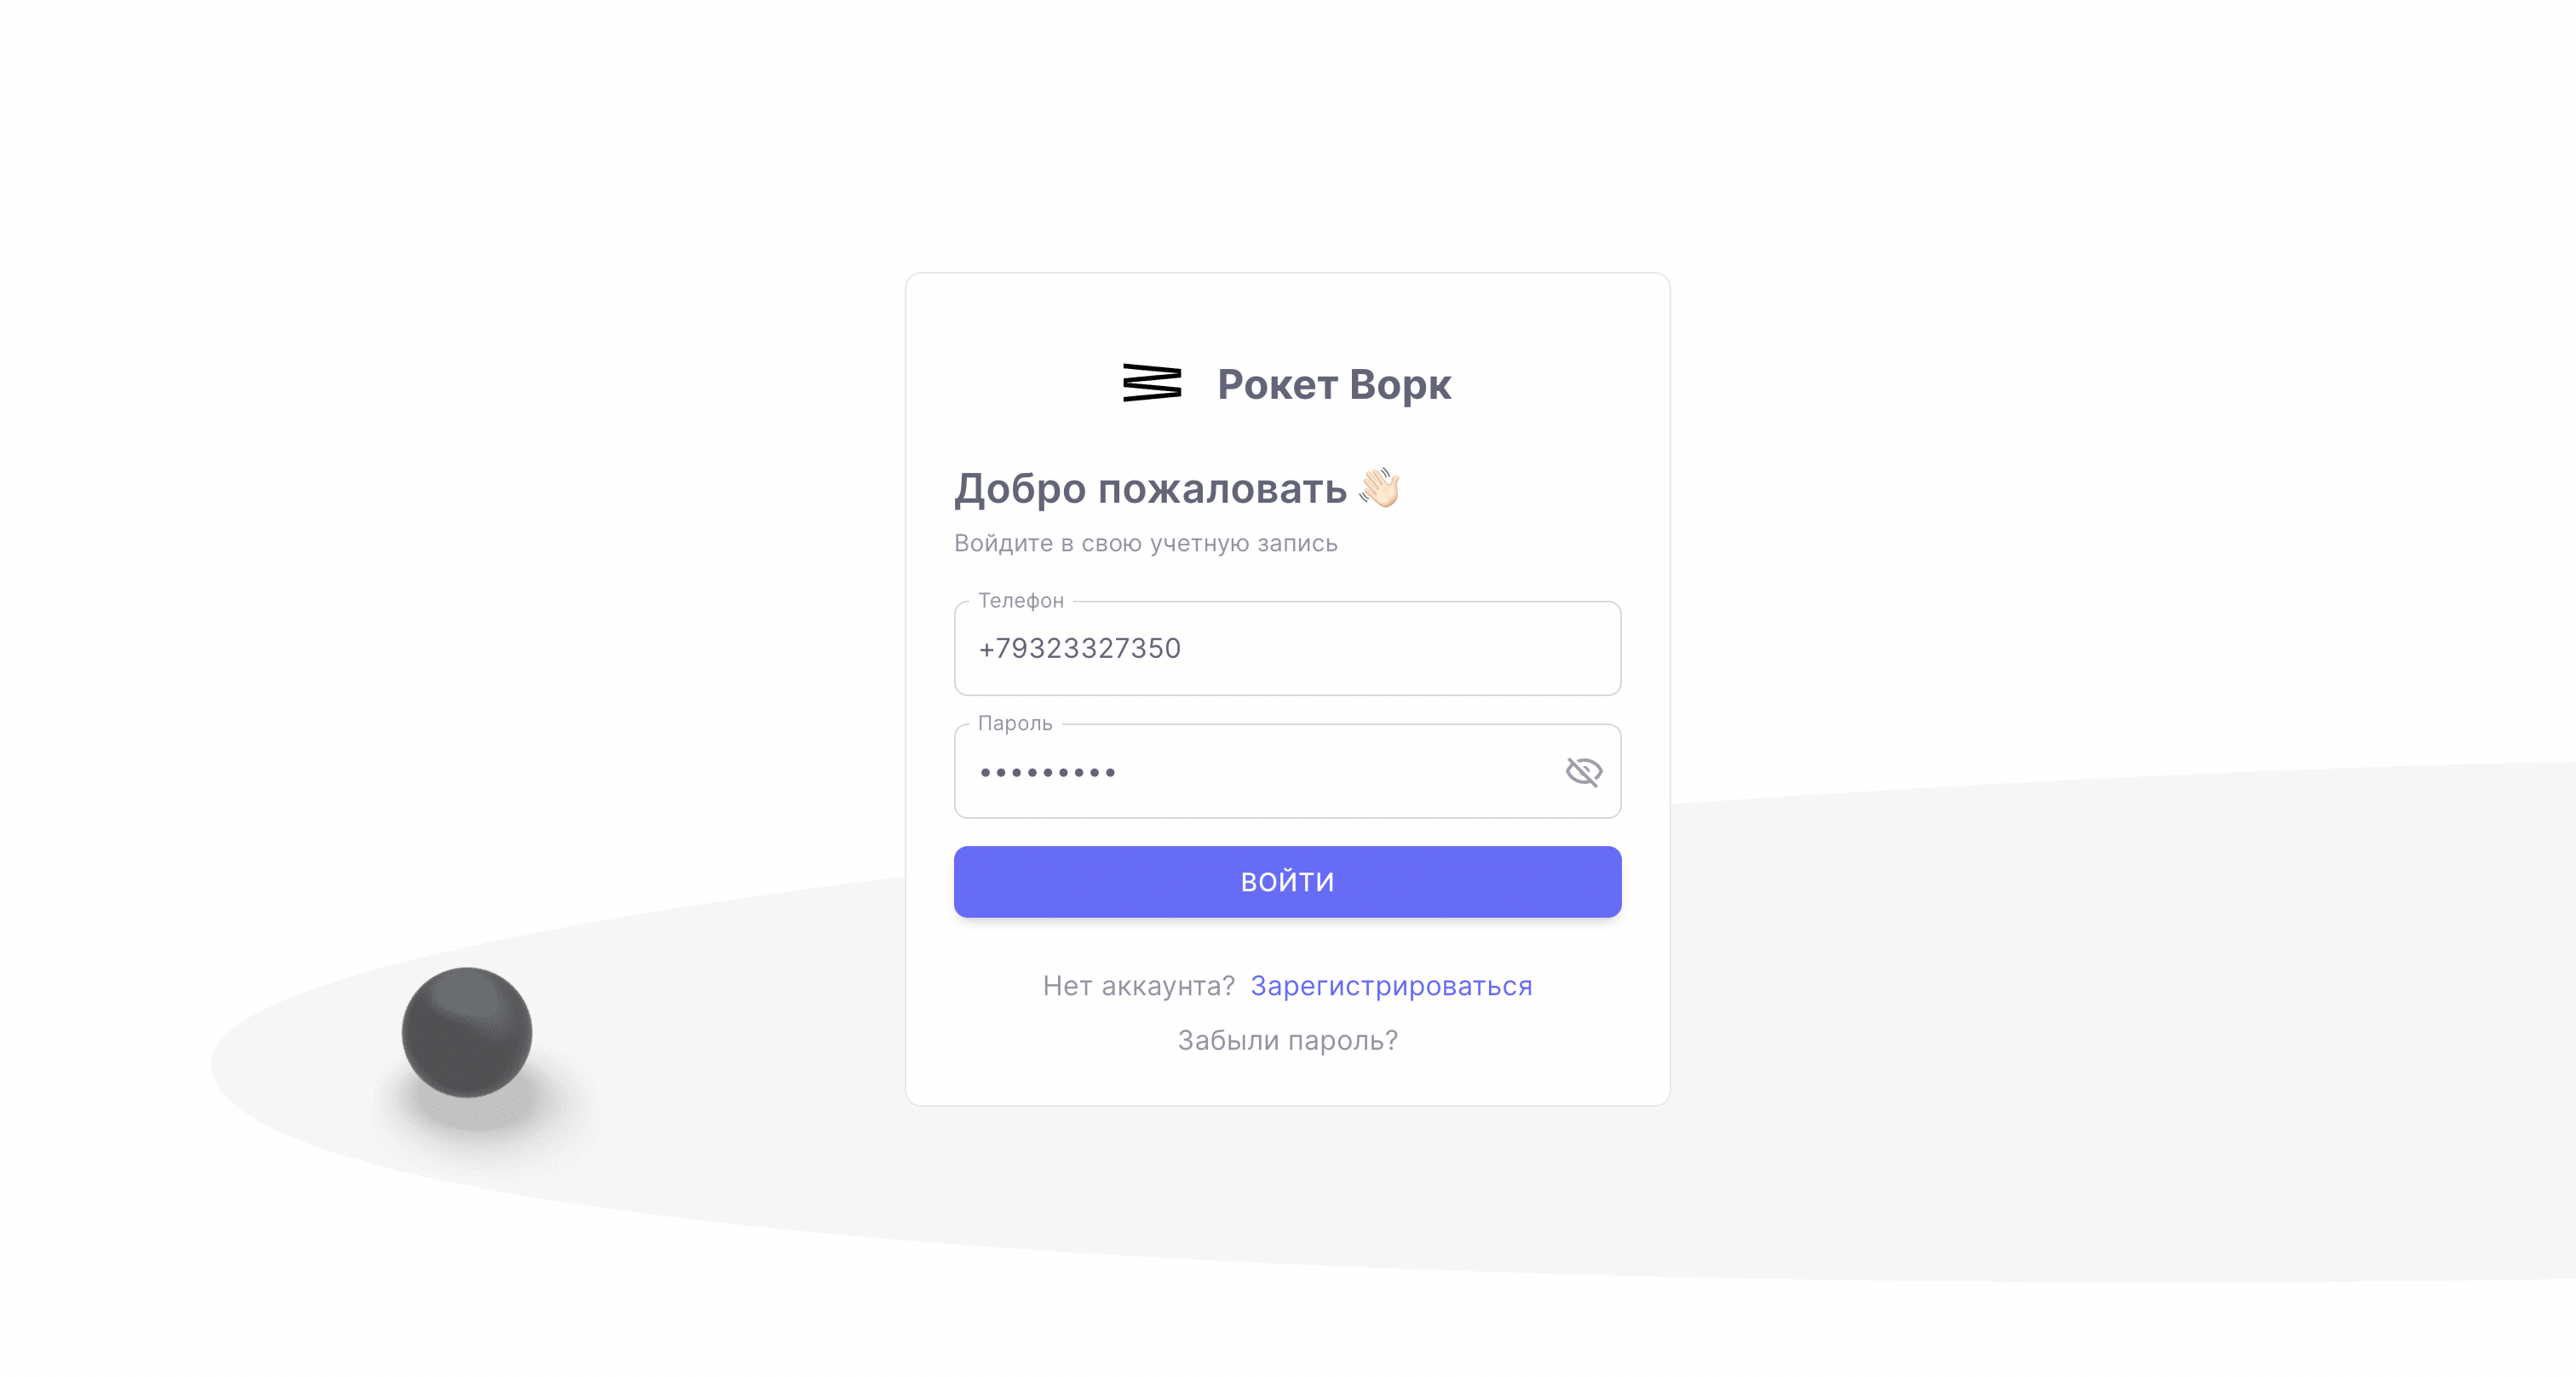 Рокет Ворк
Добро пожаловать 👋🏻
Войдите в свою учетную запись
Телефон
+79323327350
Пароль
•••••••••
ВОЙТИ
Нет аккаунта? Зарегистрироваться
Забыли пароль?